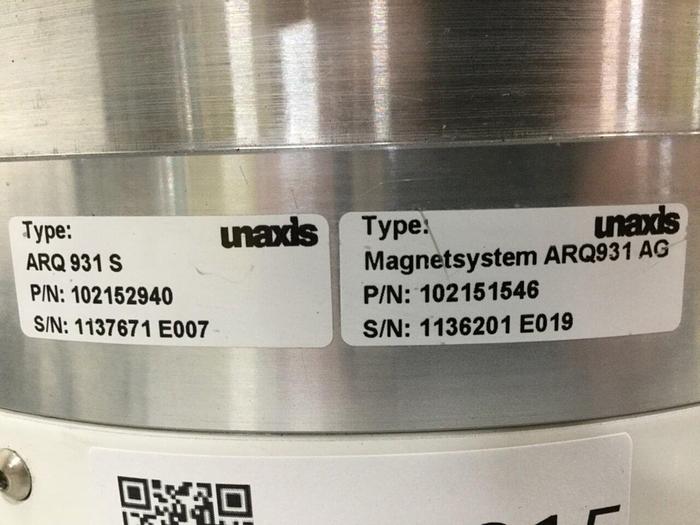 Type:
unaxis
ARQ 931 S
P/N: 102152940
S/N: 1137671 E007
Type:
unaxis
Magnetsystem ARQ931 AG
P/N: 102151546
S/N: 1136201 E019